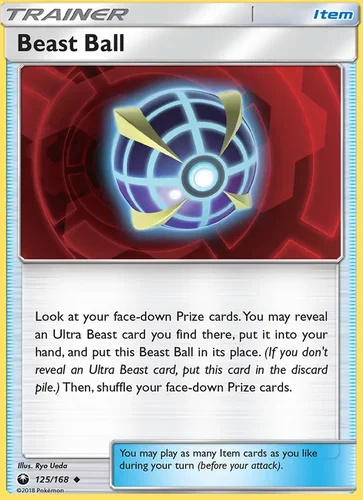 TRAINER Item
Beast Ball
Look at your face-down Prize cards. You may reveal
an Ultra Beast card you find there, put it into your
hand, and put this Beast Ball in its place. (If you don't
reveal an Ultra Beast card, put this card in the discard
pile.) Then, shuffle your face-down Prize cards.
Illus. Ryo Ueda
125/168
©2018 Pokémon
You may play as many Item cards as you like
during your turn (before your attack).